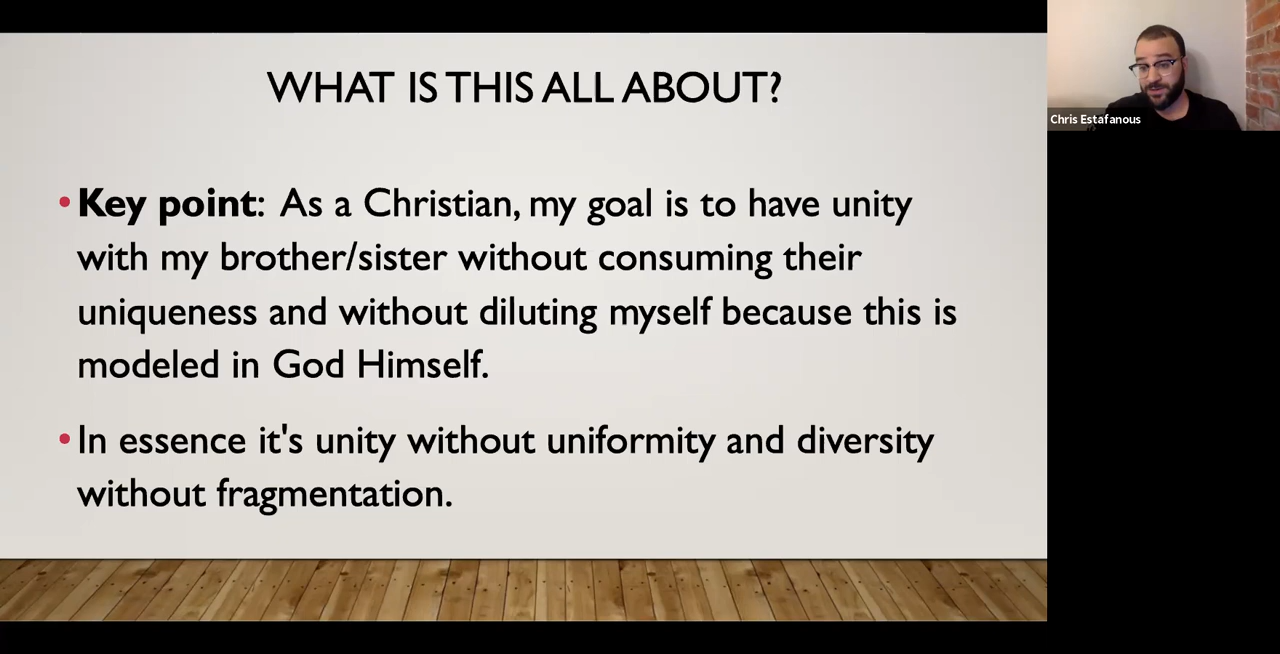 WHAT IS THIS ALL ABOUT?
Chris Estafanous
• Key point: As a Christian, my goal is to have unity
with my brother/sister without consuming their
uniqueness and without diluting myself because this is
modeled in God Himself.
• In essence it's unity without uniformity and diversity
without fragmentation.